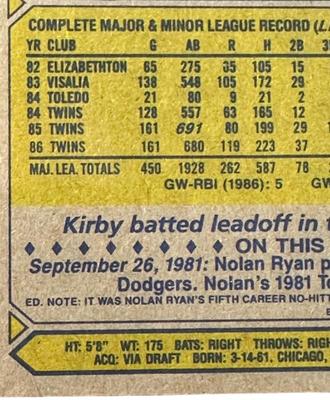 COMPLETE MAJOR & MINOR LEAGUE RECORD
YR CLUB G AB R H 2B
82 ELIZABETHTON 65 275 35 105 15
83 VISALIA 138 548 105 172 29
84 TOLEDO 21 80 9 21 2
84 TWINS 128 557 63 165 12
85 TWINS 161 691 80 199 29
86 TWINS 161 680 119 223 37
MAJ. LEA. TOTALS 450 1928 262 587 78
GW-RBI (1986): 5 GW
Kirby batted leadoff in
♦ ♦ ♦ ♦ ♦ ♦ ♦ ♦ ON THIS
September 26, 1981: Nolan Ryan p
Dodgers. Nolan's 1981 T
ED. NOTE: IT WAS NOLAN RYAN'S FIFTH CAREER NO-HIT
HT: 5'8" WT: 175 BATS: RIGHT THROWS: RIGH
ACQ: VIA DRAFT BORN: 3-14-61, CHICAGO,